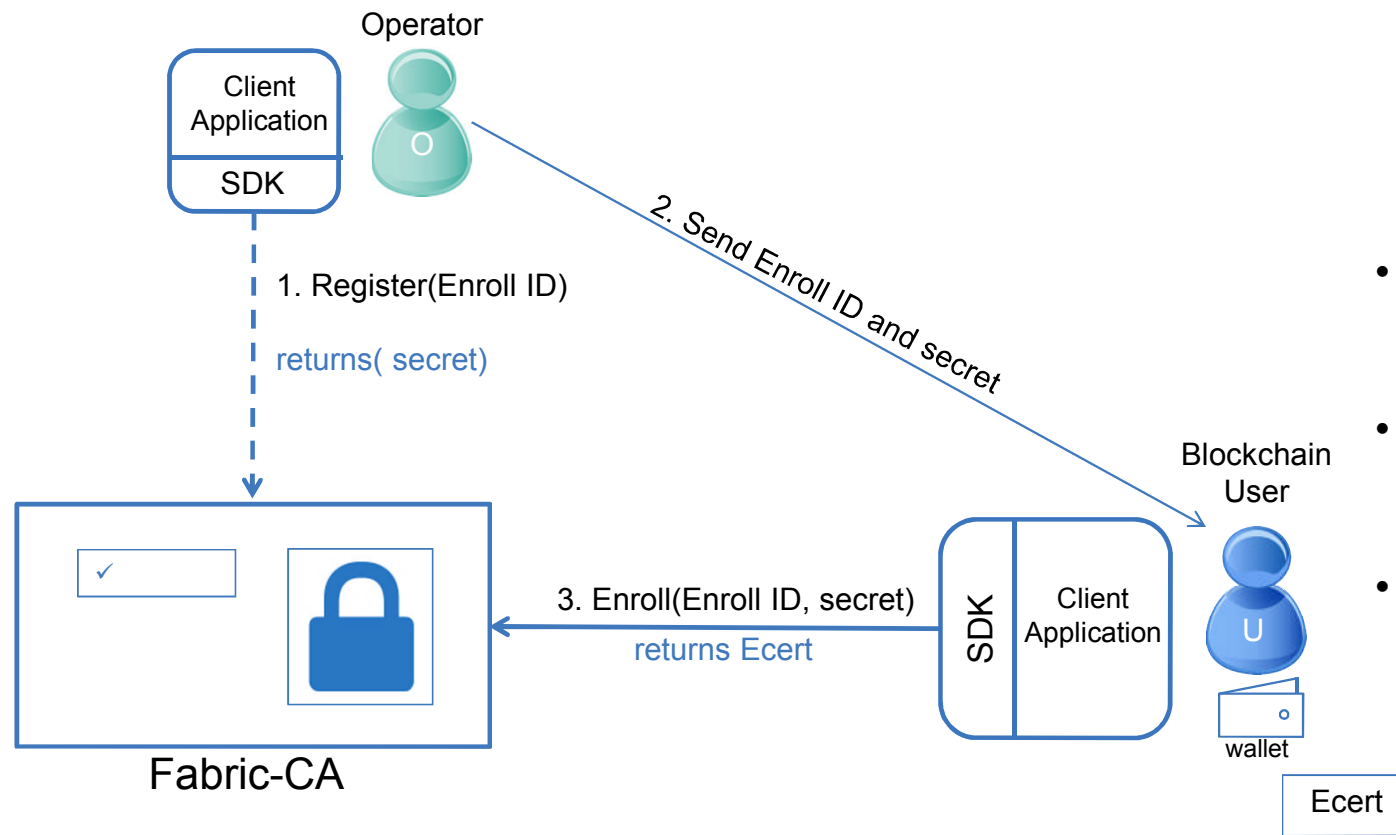 Operator
Client
Application
SDK
O
2. Send Enroll ID and secret
1. Register(Enroll ID)
returns( secret)
•
•
•
Blockchain
User
✓
3. Enroll(Enroll ID, secret)
returns Ecert
SDK
Client
Application
U
wallet
Fabric-CA
Ecert